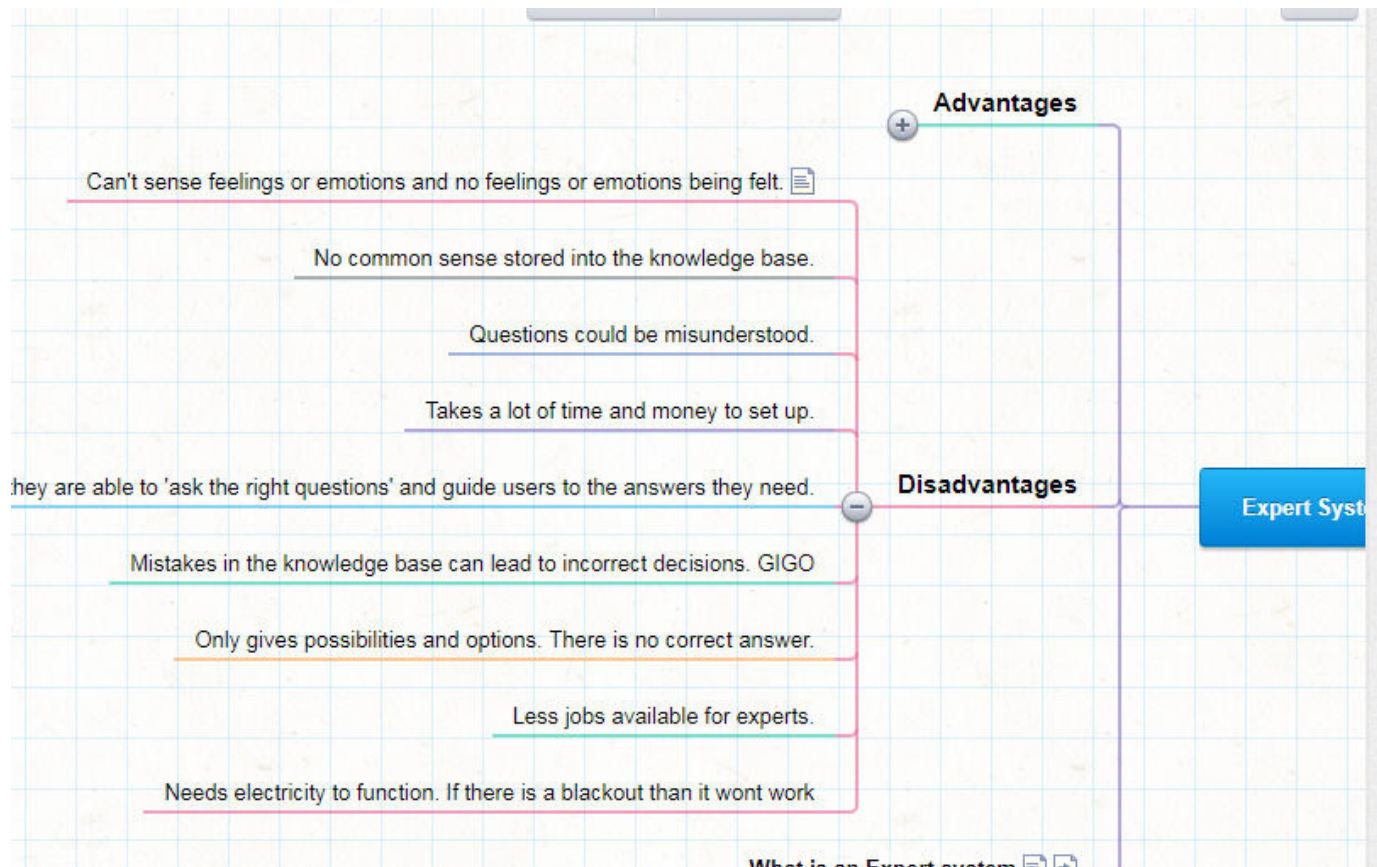 Advantages
Can't sense feelings or emotions and no feelings or emotions being felt.
No common sense stored into the knowledge base.
Questions could be misunderstood.
Takes a lot of time and money to set up.
they are able to 'ask the right questions' and guide users to the answers they need.
Disadvantages
Expert Syst
Mistakes in the knowledge base can lead to incorrect decisions. GIGO
Only gives possibilities and options. There is no correct answer.
Less jobs available for experts.
Needs electricity to function. If there is a blackout than it wont work
What is an Expert system